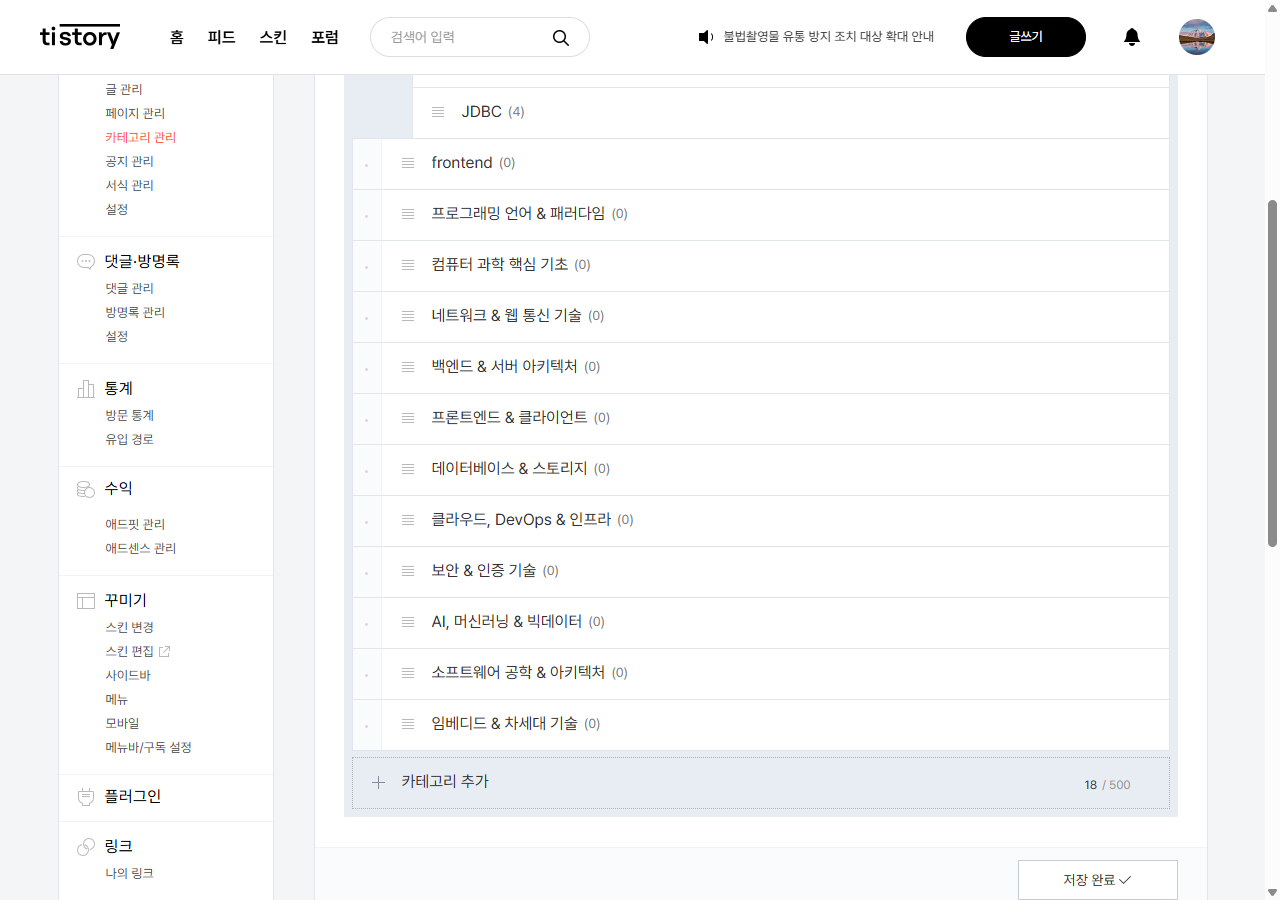 tistory
홈 피드 스킨 포럼
검색어 입력
불법촬영물 유통 방지 조치 대상 확대 안내
글쓰기
글 관리
페이지 관리
카테고리 관리
공지 관리
서식 관리
설정
댓글·방명록
댓글 관리
방명록 관리
설정
통계
방문 통계
유입 경로
수익
애드핏 관리
애드센스 관리
꾸미기
스킨 변경
스킨 편집
사이드바
메뉴
모바일
메뉴바/구독 설정
플러그인
링크
나의 링크
JDBC (4)
frontend (0)
프로그래밍 언어 & 패러다임 (0)
컴퓨터 과학 핵심 기초 (0)
네트워크 & 웹 통신 기술 (0)
백엔드 & 서버 아키텍처 (0)
프론트엔드 & 클라이언트 (0)
데이터베이스 & 스토리지 (0)
클라우드, DevOps & 인프라 (0)
보안 & 인증 기술 (0)
AI, 머신러닝 & 빅데이터 (0)
소프트웨어 공학 & 아키텍처 (0)
임베디드 & 차세대 기술 (0)
카테고리 추가
18 / 500
저장 완료